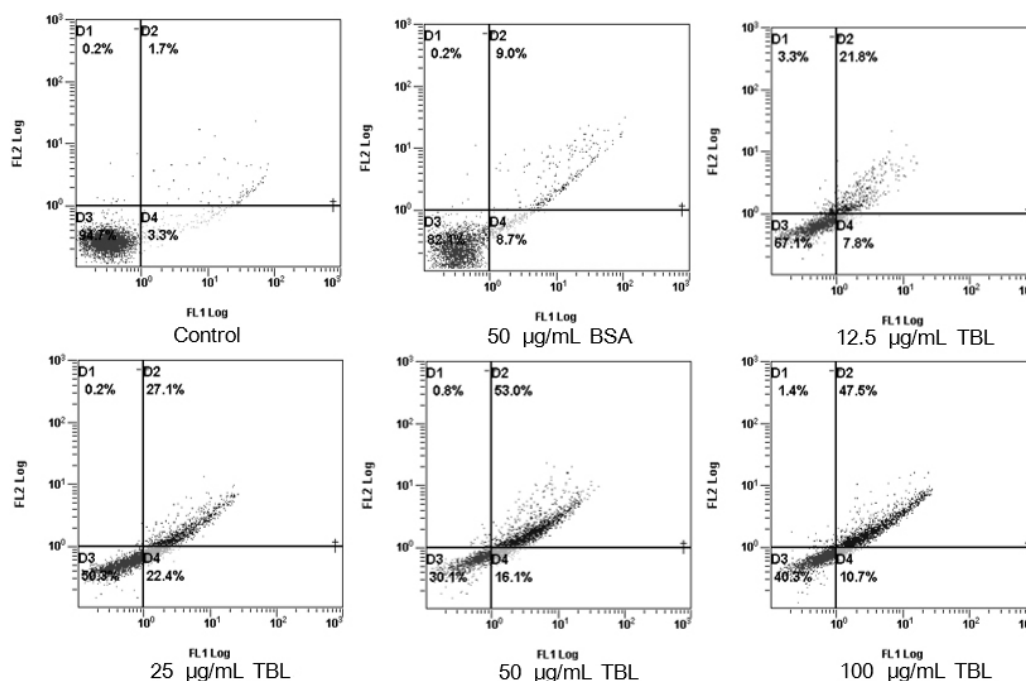 10³
D1
0.2%
D2
1.7%
10²
10¹
10⁰
FL2 Log
D3
94.7%
D4
3.3%
10⁰ 10¹ 10² 10³
FL1 Log
Control
10³
D1
0.2%
D2
9.0%
10²
10¹
10⁰
FL2 Log
D3
82.1%
D4
8.7%
10⁰ 10¹ 10² 10³
FL1 Log
50 µg/mL BSA
10³
D1
3.3%
D2
21.8%
10²
10¹
10⁰
FL2 Log
D3
67.1%
D4
7.8%
10⁰ 10¹ 10²
FL1 Log
12.5 µg/mL TBL
10³
D1
0.2%
D2
27.1%
10²
10¹
10⁰
FL2 Log
D3
50.3%
D4
22.4%
10⁰ 10¹ 10² 10³
25 µg/mL TBL
10³
D1
0.8%
D2
53.0%
10²
10¹
10⁰
FL2 Log
D3
30.1%
D4
16.1%
10⁰ 10¹ 10² 10³
50 µg/mL TBL
10³
D1
1.4%
D2
47.5%
10²
10¹
10⁰
FL2 Log
D3
40.3%
D4
10.7%
10⁰ 10¹ 10²
100 µg/mL TBL